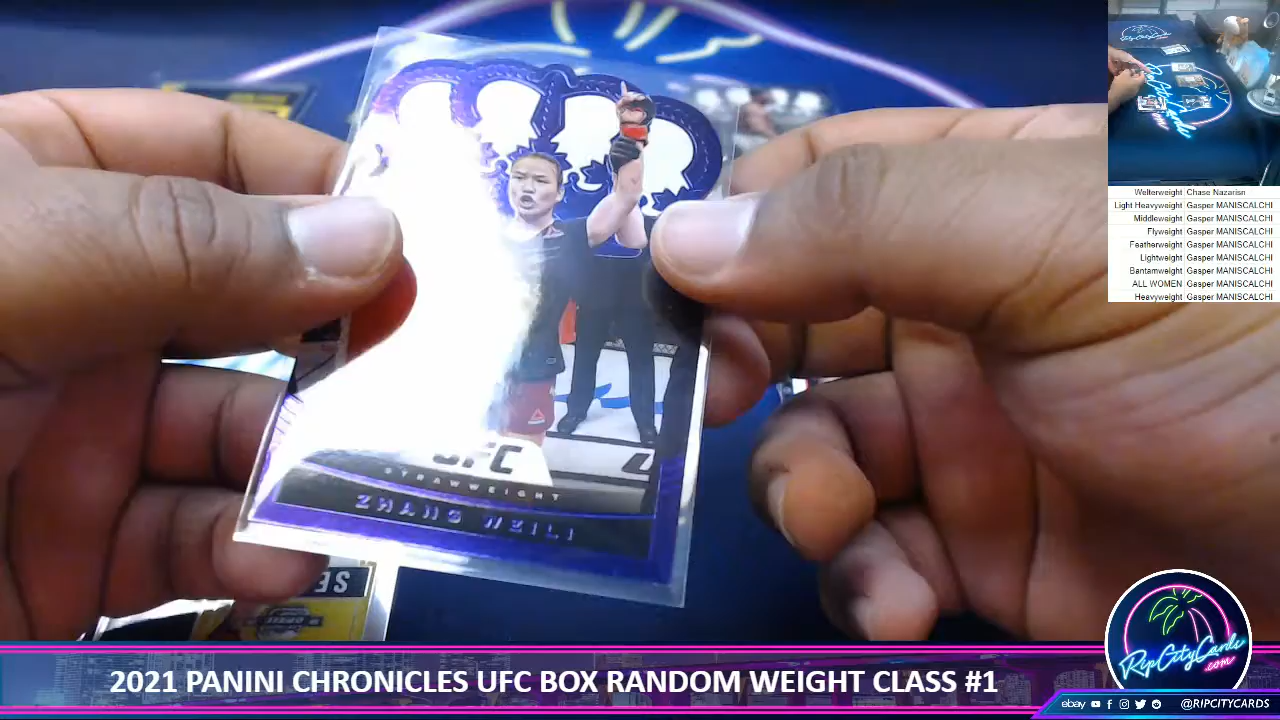 Welterweight Chase Nazarisn
Light Heavyweight Gasper MANISCALCHI
Middleweight Gasper MANISCALCHI
Flyweight Gasper MANISCALCHI
Featherweight Gasper MANISCALCHI
Lightweight Gasper MANISCALCHI
Bantamweight Gasper MANISCALCHI
ALL WOMEN Gasper MANISCALCHI
Heavyweight Gasper MANISCALCHI
UFC
STRAWWEIGHT
ZHANG WEILI
SE
RipCityCards
.com
2021 PANINI CHRONICLES UFC BOX RANDOM WEIGHT CLASS #1
ebay @RIPCITYCARDS